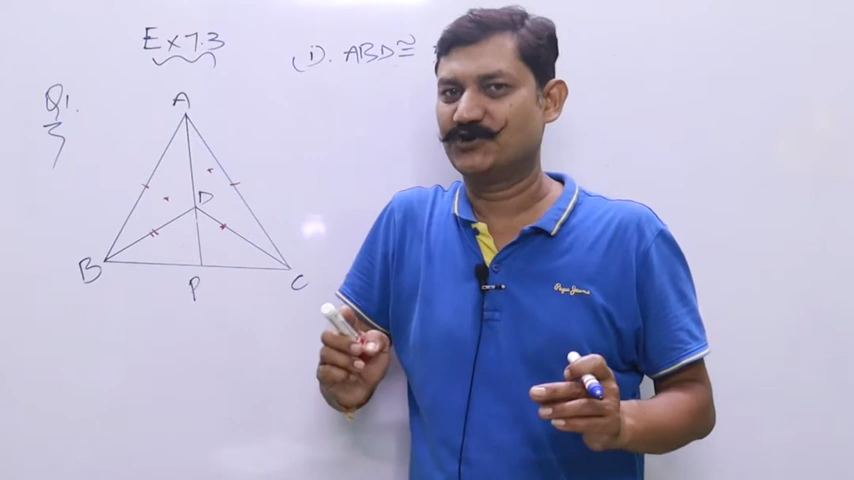 Ex 7.3
(i). ABD ≅
Q1.
A
D
B
P
C
Pepe Jeans